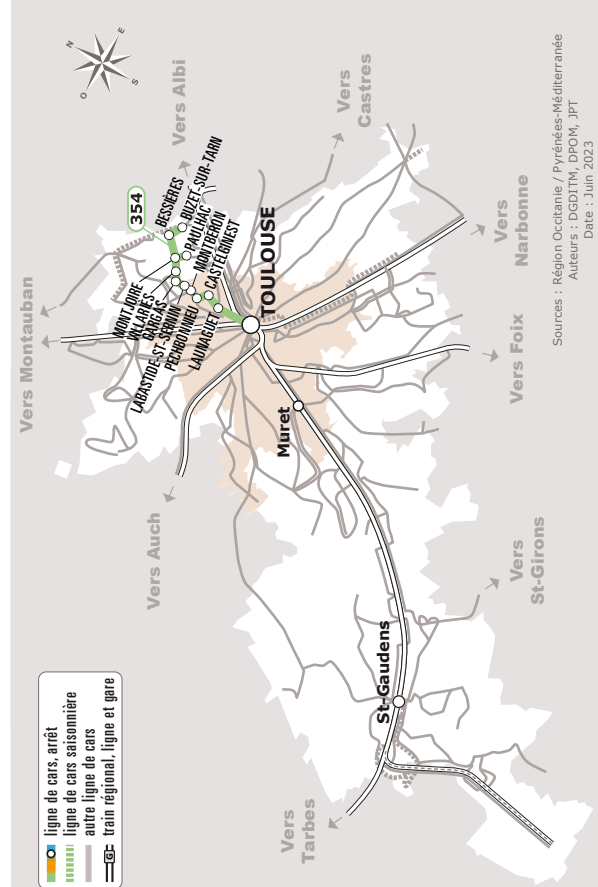 N
E
S
O
Vers Albi
Vers
Castres
Vers
Narbonne
Vers Foix
Vers
St-Girons
Vers
Tarbes
Vers Auch
Vers Montauban
354
BESSIÈRES
BUZET-SUR-TARN
PAULHAC
MONTBERON
CASTELGINEST
MONTJOIRE
VILLARIÈS
GARGAS
LABASTIDE-ST-SERNIN
PECHBONNIEU
LAUNAGUET
TOULOUSE
Muret
St-Gaudens
ligne de cars, arrêt
ligne de cars saisonnière
autre ligne de cars
G
train régional, ligne et gare
Sources : Région Occitanie / Pyrénées-Méditerranée
Auteurs : DGDITM, DPOM, JPT
Date : Juin 2023